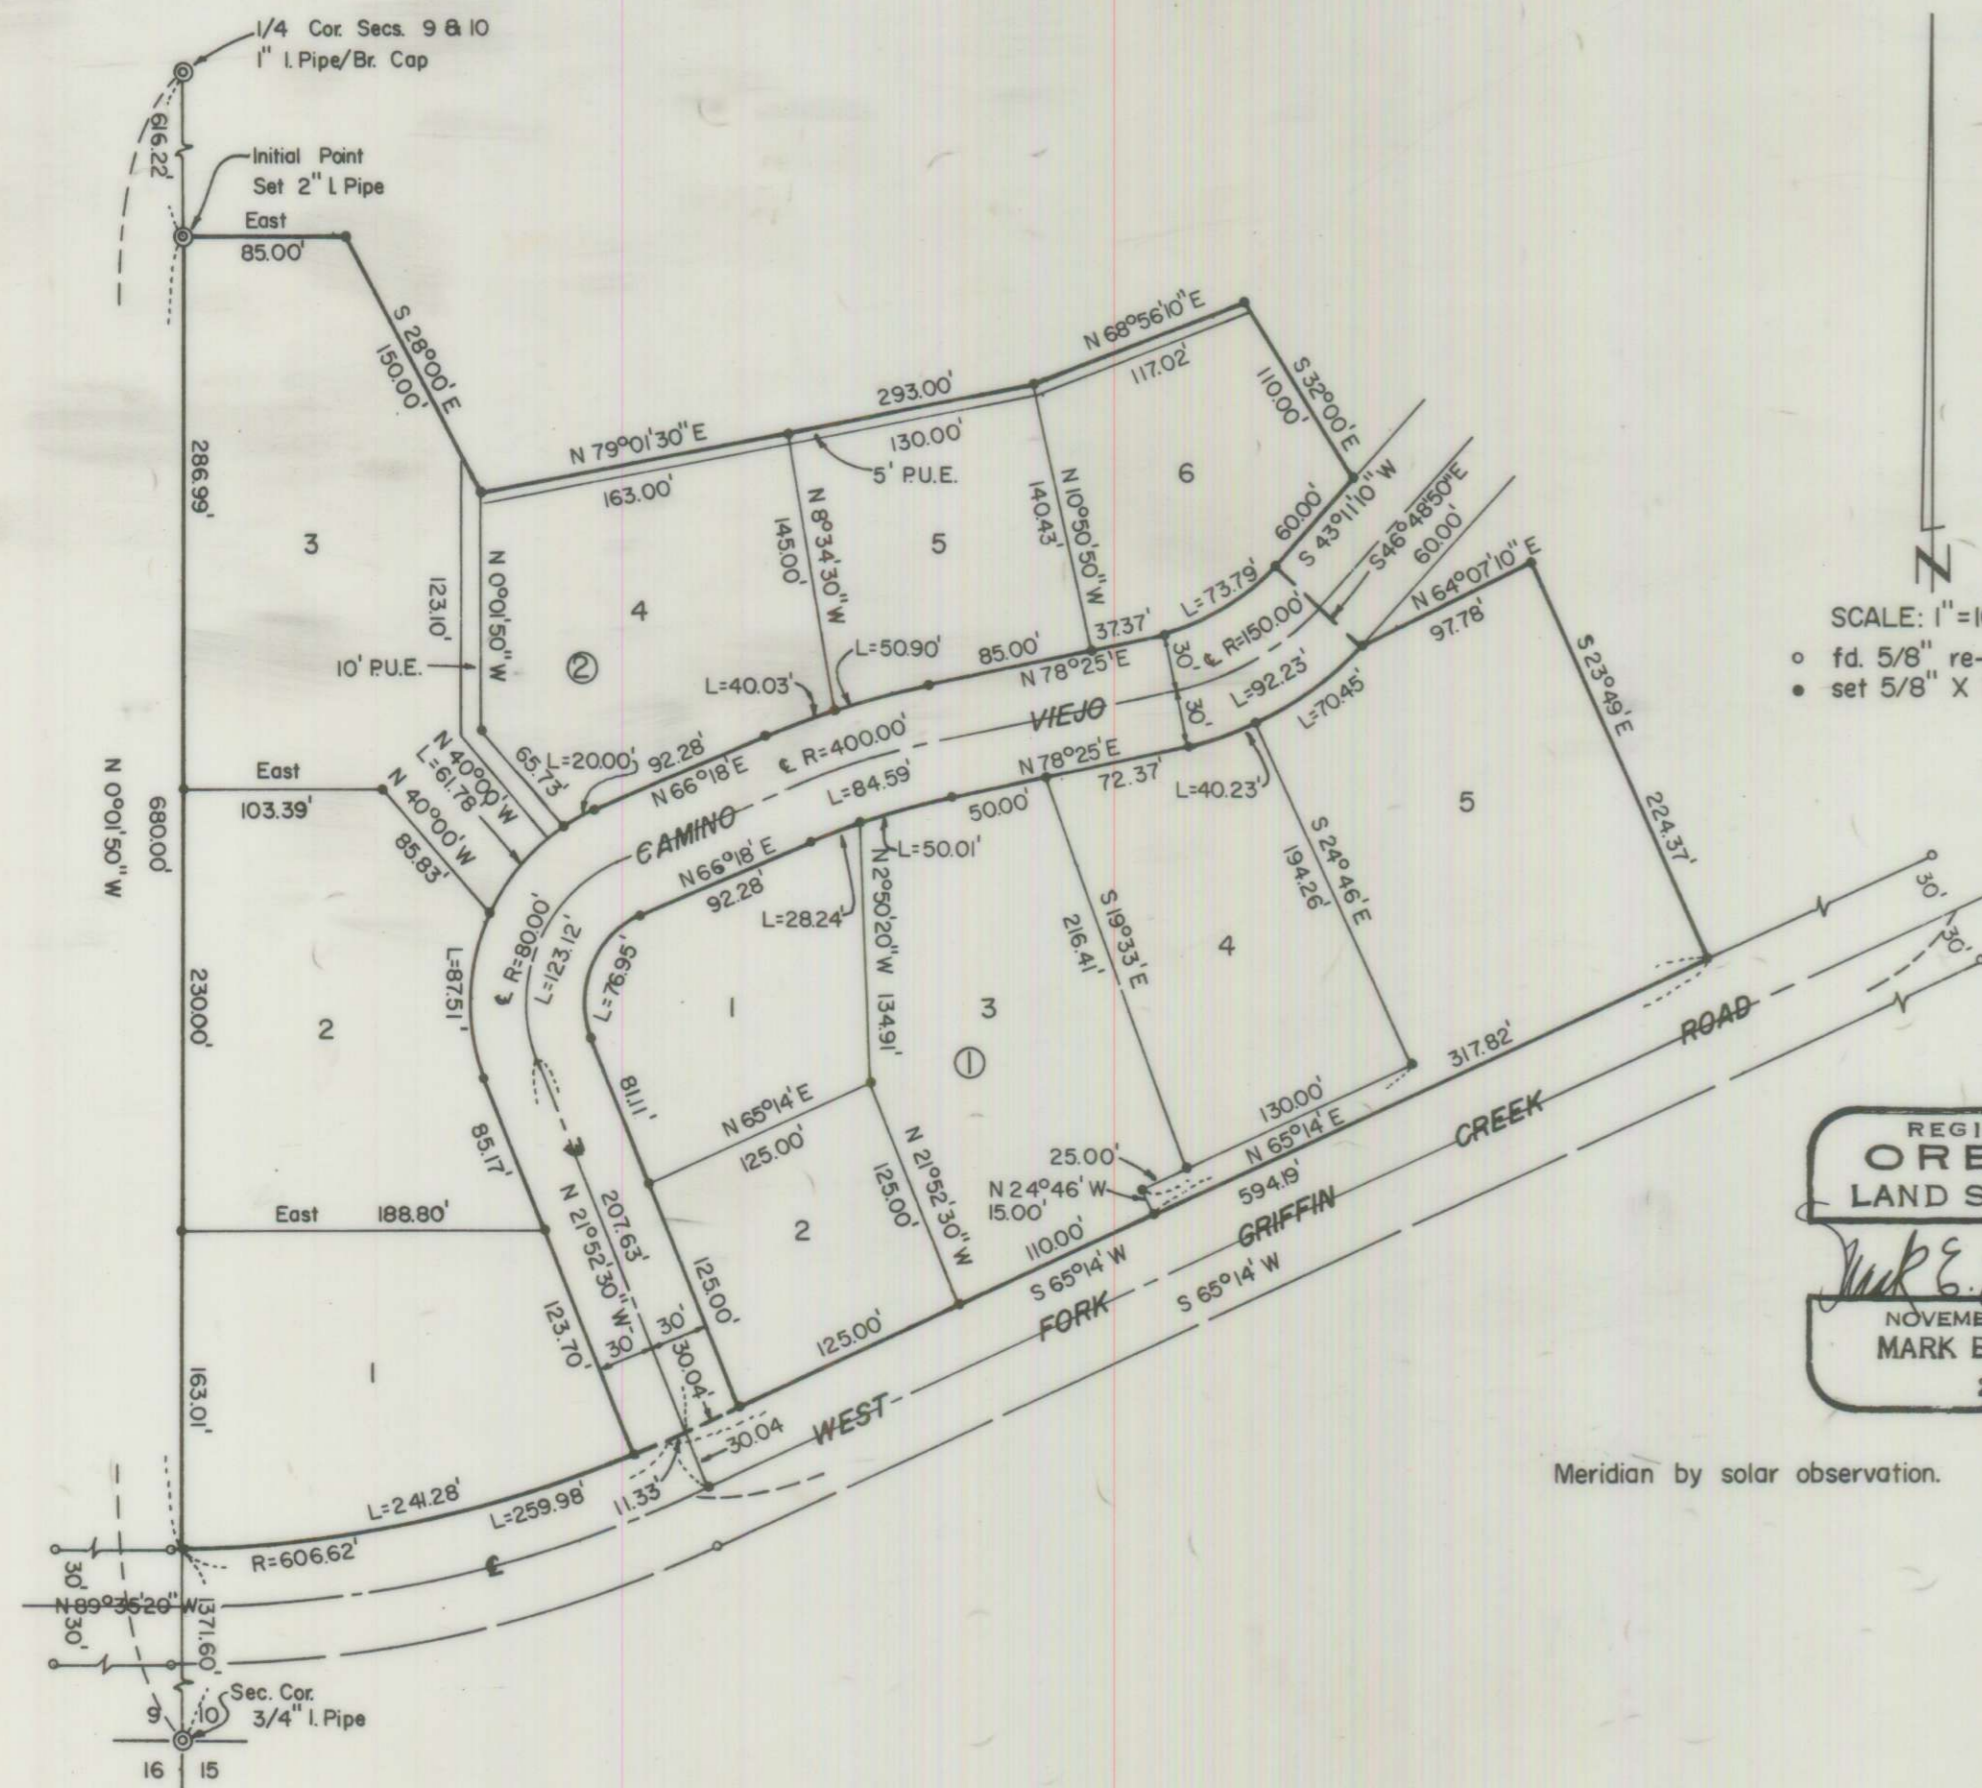 1/4 Cor. Secs. 9 & 10
1" I. Pipe/Br. Cap
616.22'
Initial Point
Set 2" I. Pipe
East
85.00'
S 28°00' E
150.00'
286.99'
3
N 79°01'30" E
293.00'
163.00'
130.00'
5' P.U.E.
N 68°56'10" E
117.02'
S 32°00' E
110.00'
6
5
4
②
N 8°34'30" W
145.00'
N 10°50'50" W
140.43'
60.00'
S 43°11'10" W
S 46°48'50" E
60.00'
N 64°07'10" E
97.78'
S 23°49' E
224.37'
N
SCALE: 1"=1
fd. 5/8" re-
set 5/8" X
N 0°01'50" W
123.10'
10' P.U.E.
65.73'
N 40°00' W
L=61.78'
N 40°00' W
85.83'
L=20.00'
92.28'
N 66°18' E
L=40.03'
L=50.90'
85.00'
N 78°25' E
37.37'
L=73.79'
30'
30'
℄ R=150.00'
L=92.23'
L=70.45'
℄ R=400.00'
L=84.59'
CAMINO VIEJO
N 78°25' E
72.37'
50.00'
L=40.23'
L=50.01'
N 66°18' E
92.28'
L=28.24'
N 0°01'50" W
680.00'
East
103.39'
230.00'
2
L=87.51'
℄ R=80.00'
L=123.12'
L=76.95'
1
N 2°50'20" W 134.91'
3
①
S 19°33' E
216.41'
4
S 24°46' E
194.26'
5
81.11'
85.17'
N 65°14' E
125.00'
N 21°52'30" W
125.00'
2
25.00'
N 24°46' W
15.00'
130.00'
N 65°14' E
317.82'
594.19'
110.00'
S 65°14' W
125.00'
East 188.80'
N 21°52'30" W
207.63'
125.00'
30'
30'
30.04'
30.04
11.33'
123.70'
163.01'
1
L=241.28'
L=259.98'
R=606.62'
℄
WEST FORK GRIFFIN CREEK ROAD
S 65°14' W
30'
30'
30'
30'
N 89°35'20" W
1371.60'
Sec. Cor.
3/4" I. Pipe
9 10
16 15
REGI
ORE
LAND S
Mark E.
NOVEME
MARK E
2
Meridian by solar observation.